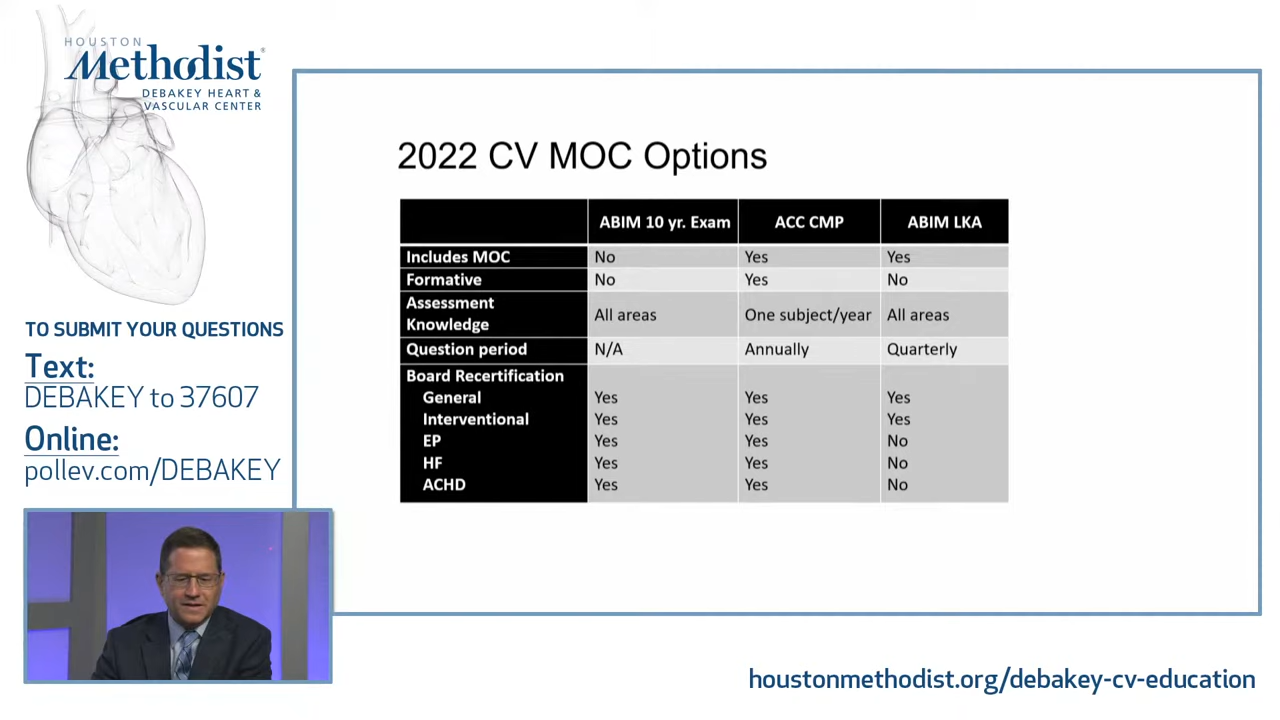 HOUSTON
Methodist®
DEBAKEY HEART &
VASCULAR CENTER
TO SUBMIT YOUR QUESTIONS
Text:
DEBAKEY to 37607
Online:
pollev.com/DEBAKEY
2022 CV MOC Options
ABIM 10 yr. Exam ACC CMP ABIM LKA
Includes MOC No Yes Yes
Formative No Yes No
Assessment
Knowledge All areas One subject/year All areas
Question period N/A Annually Quarterly
Board Recertification
General Yes Yes Yes
Interventional Yes Yes Yes
EP Yes Yes No
HF Yes Yes No
ACHD Yes Yes No
houstonmethodist.org/debakey-cv-education